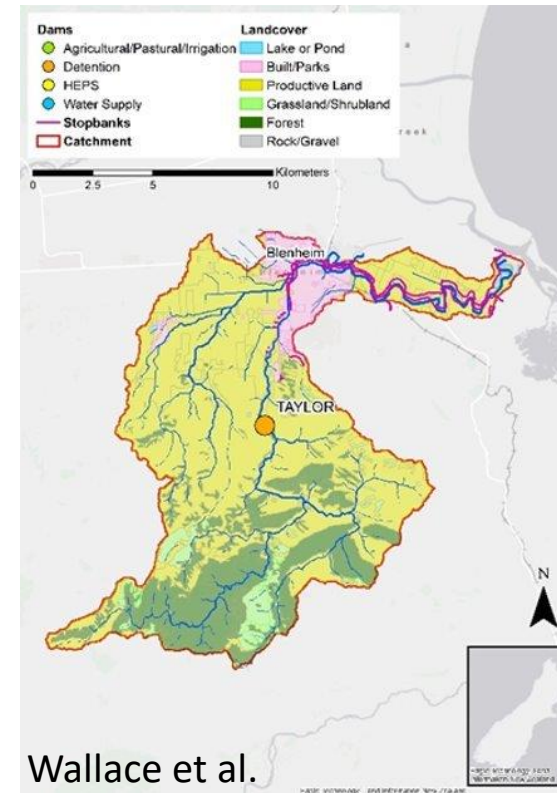 Dams
Agricultural/Pastural/Irrigation
Detention
HEPS
Water Supply
Stopbanks
Catchment
Landcover
Lake or Pond
Built/Parks
Productive Land
Grassland/Shrubland
Forest
Rock/Gravel
Kilometers
0 2.5 5 10
Blenheim
TAYLOR
N
Wallace et al.